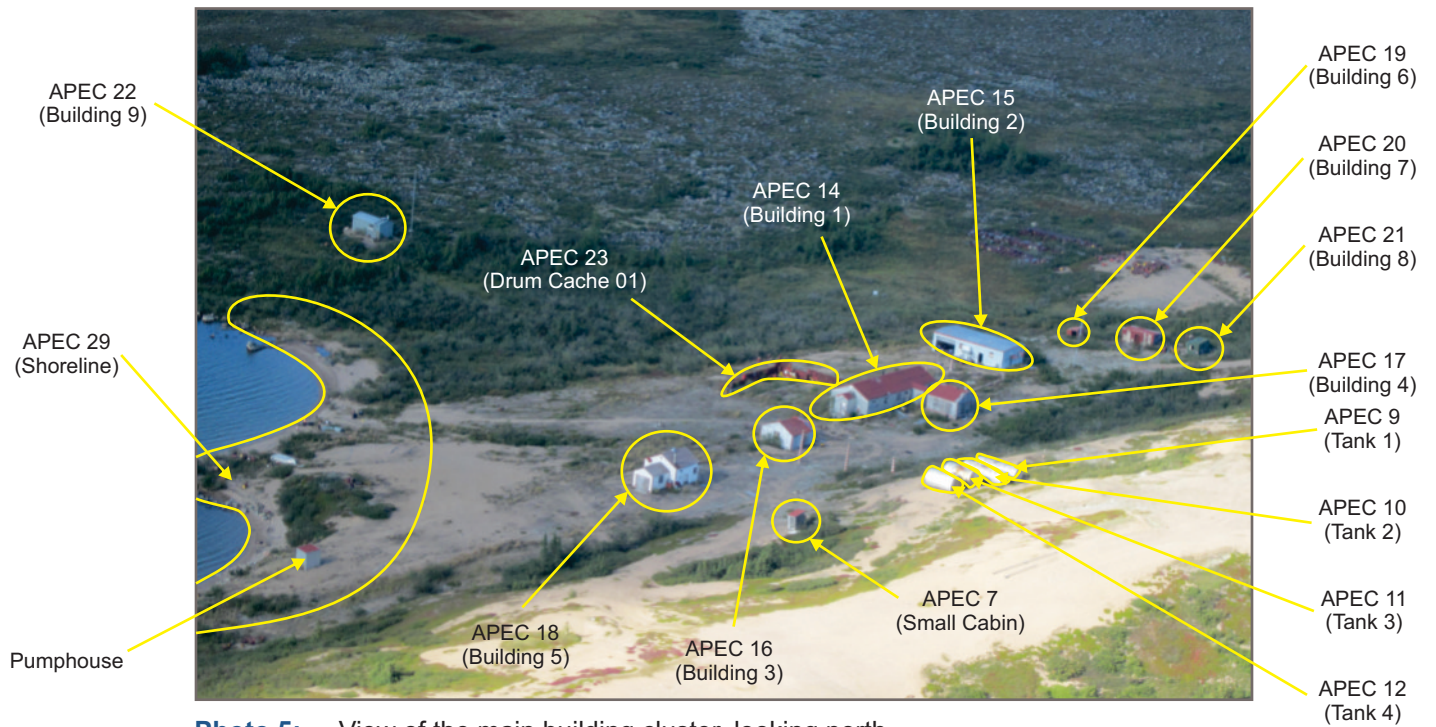 APEC 22
(Building 9)
APEC 29
(Shoreline)
Pumphouse
APEC 23
(Drum Cache 01)
APEC 14
(Building 1)
APEC 15
(Building 2)
APEC 19
(Building 6)
APEC 20
(Building 7)
APEC 21
(Building 8)
APEC 17
(Building 4)
APEC 9
(Tank 1)
APEC 10
(Tank 2)
APEC 11
(Tank 3)
APEC 12
(Tank 4)
APEC 18
(Building 5)
APEC 16
(Building 3)
APEC 7
(Small Cabin)
Photo 5: View of the main building cluster, looking north